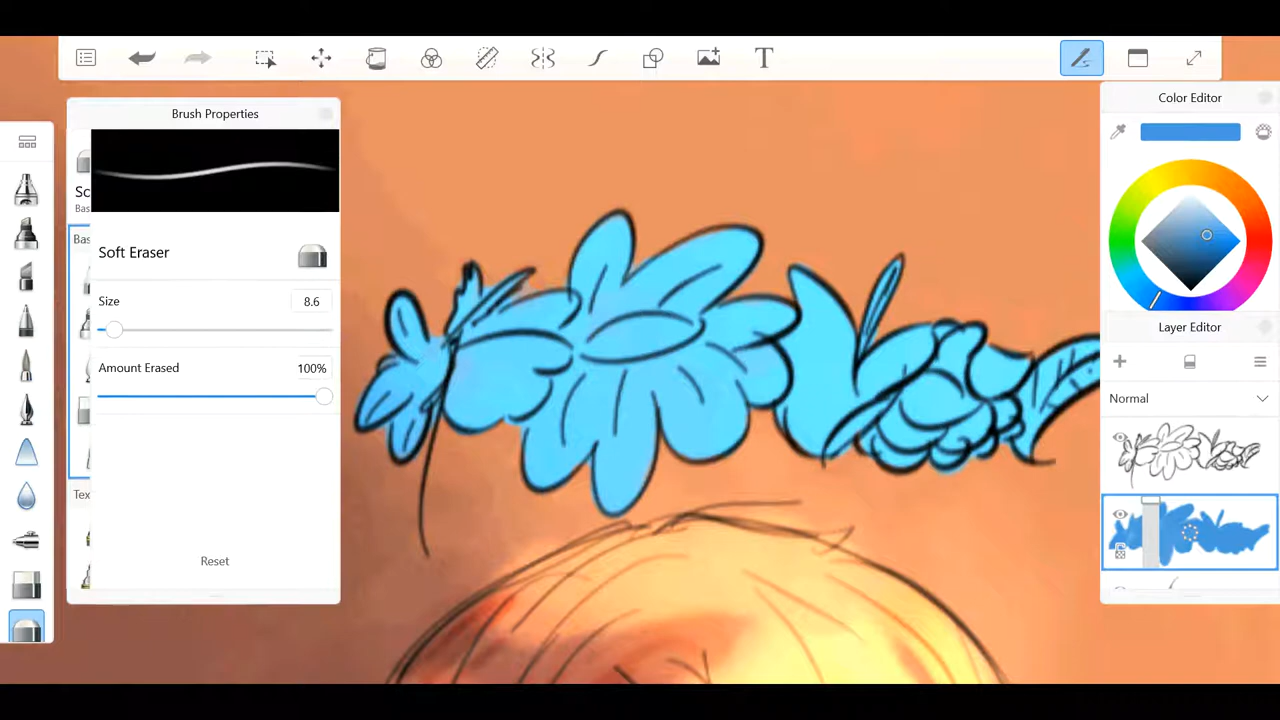 T
Color Editor
Brush Properties
Sc
Bas
Bas
Soft Eraser
Size
8.6
Amount Erased
100%
Tex
Reset
Layer Editor
Normal